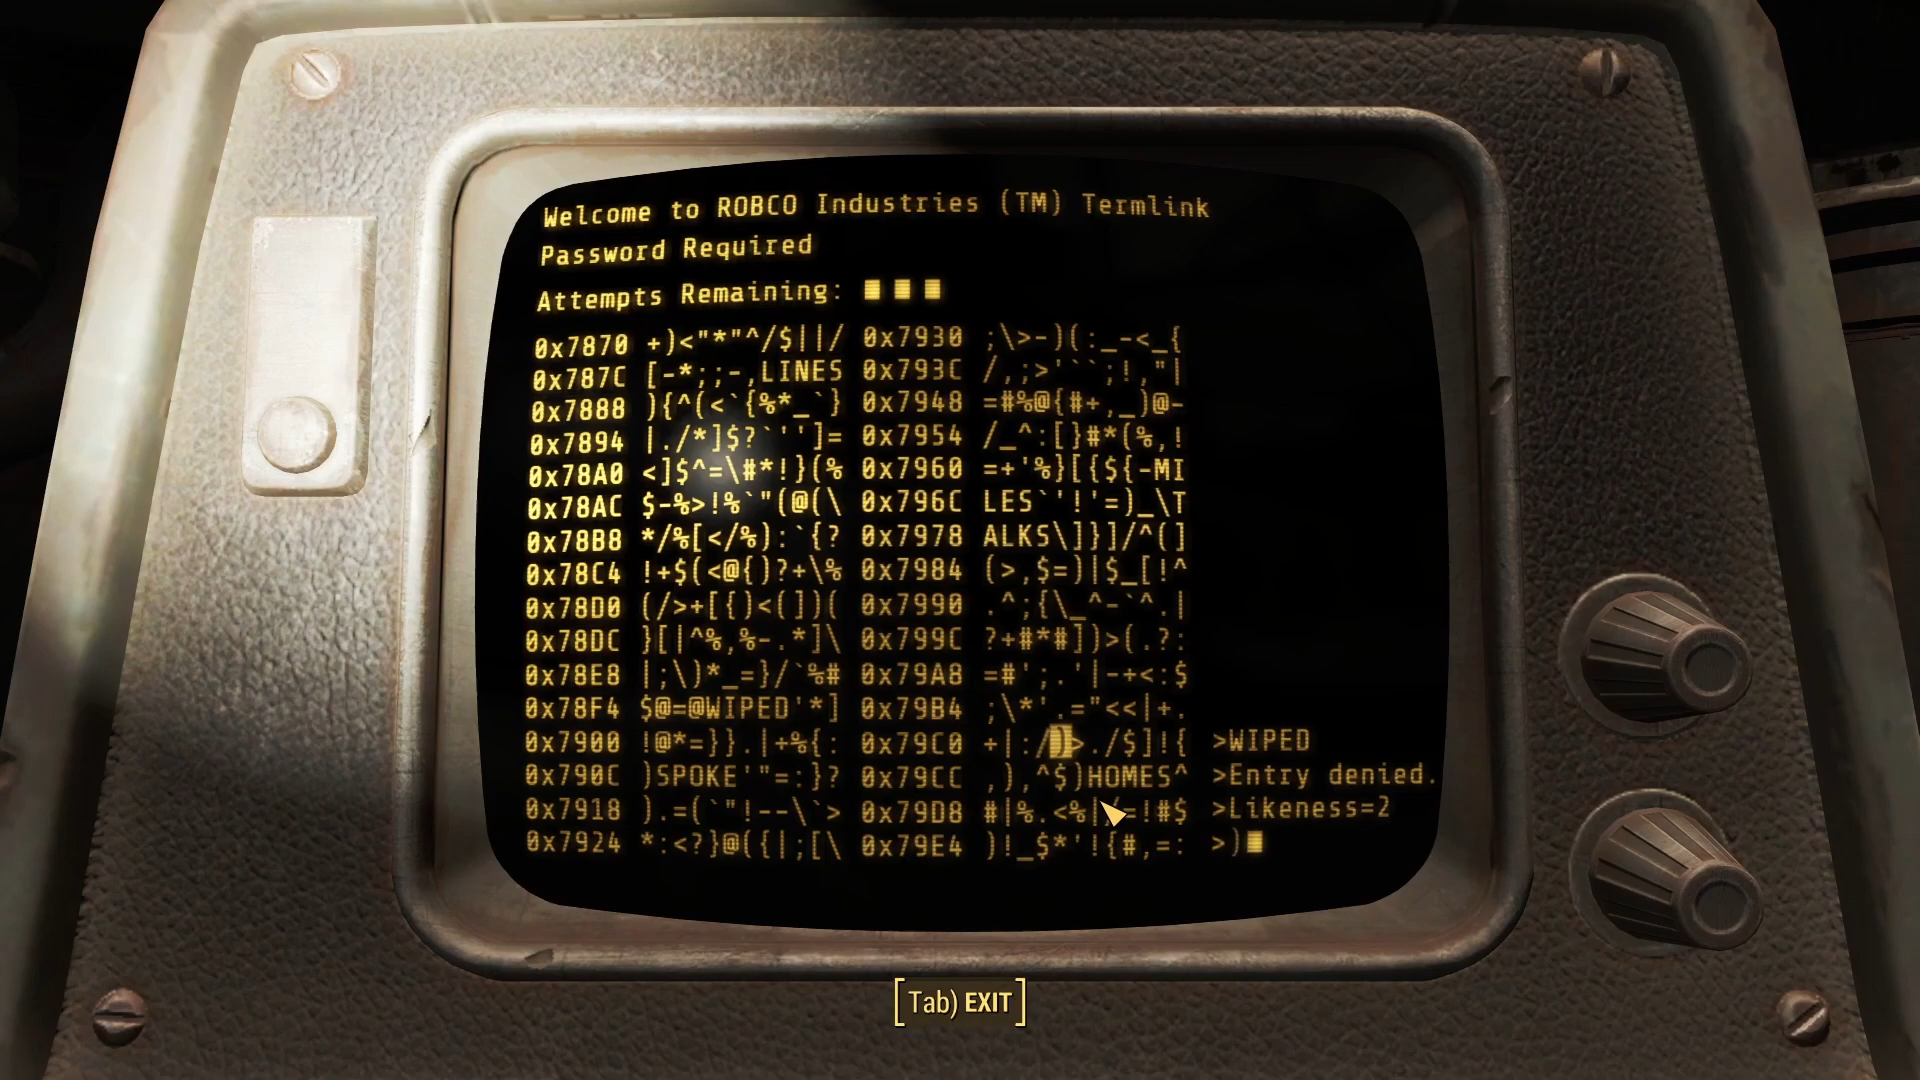 Welcome to ROBCO Industries (TM) Termlink
Password Required
Attempts Remaining: ■ ■ ■
0x7870 +)<"*"^/$||/ 0x7930 ;\>-)(:_-<_{
0x787C [-*;;-,LINES 0x793C /,;>'``;!,"|
0x7888 ){^(<`{%*_`} 0x7948 =#%@{#+,_)@-
0x7894 |./*]$?`'']= 0x7954 /_^:[}#*(%,!
0x78A0 <]$^=\#*!}(% 0x7960 =+'%}[{${-MI
0x78AC $-%>!%`"(@(\ 0x796C LES`'!'=)_\T
0x78B8 */%[</%):`{? 0x7978 ALKS\]}]/^(]
0x78C4 !+$(<@{)?+\% 0x7984 (>,$=)|$_[!^
0x78D0 (/>+[{)<(])( 0x7990 .^;{\_^-`^.|
0x78DC }[|^%,%-.*]\ 0x799C ?+#*#])>(.?:
0x78E8 |;\)*_=}/`%# 0x79A8 =#';.'|-+<:$
0x78F4 $@=@WIPED'*] 0x79B4 ;\*'.="<<|+.
0x7900 !@*=}}.|+%{: 0x79C0 +|:/)>./$]!{ >WIPED
0x790C )SPOKE'"=:}? 0x79CC ,),^$)HOMES^ >Entry denied.
0x7918 ).=(`"!--\`> 0x79D8 #|%.<%|,=!#$ >Likeness=2
0x7924 *:<?}@({|;[\ 0x79E4 )!_$*'!{#,=: >)■
[Tab) EXIT]